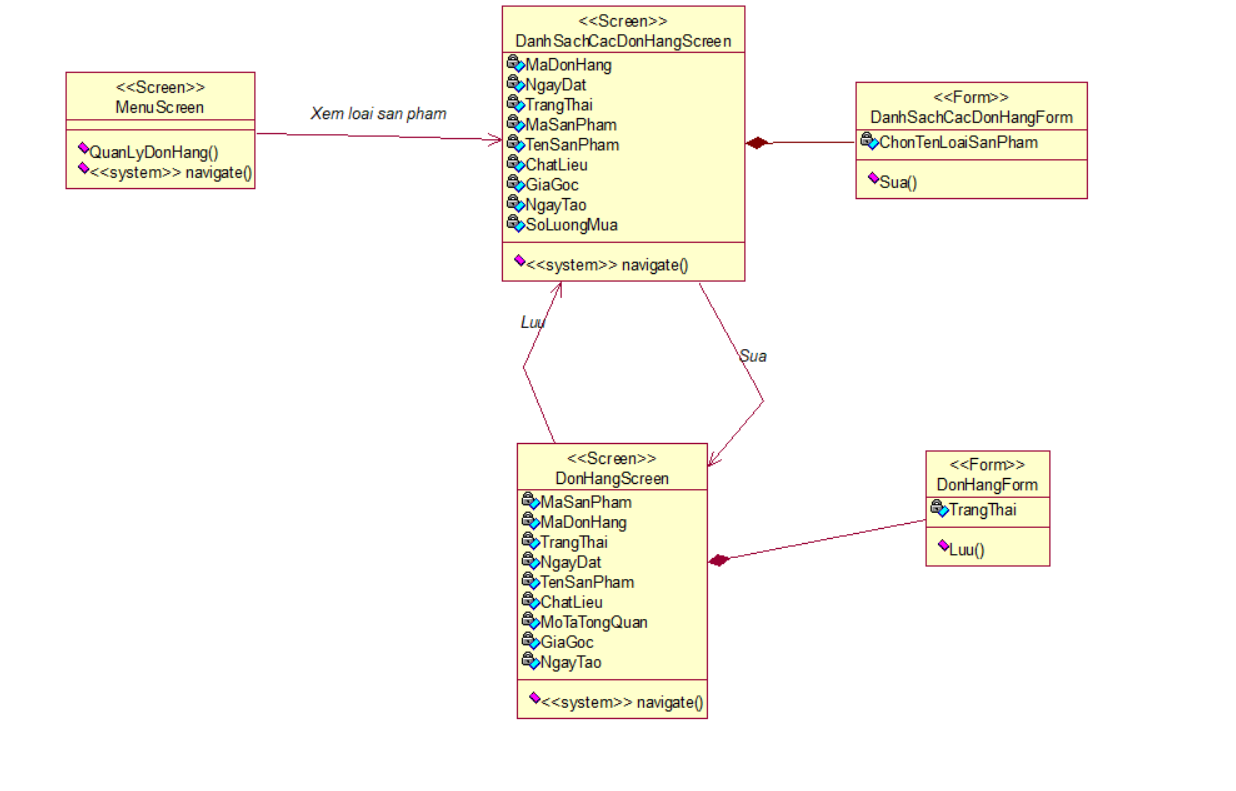 <<Screen>>
MenuScreen
QuanLyDonHang()
<<system>> navigate()
Xem loai san pham
<<Screen>>
DanhSachCacDonHangScreen
MaDonHang
NgayDat
TrangThai
MaSanPham
TenSanPham
ChatLieu
GiaGoc
NgayTao
SoLuongMua
<<system>> navigate()
<<Form>>
DanhSachCacDonHangForm
ChonTenLoaiSanPham
Sua()
Luu
Sua
<<Screen>>
DonHangScreen
MaSanPham
MaDonHang
TrangThai
NgayDat
TenSanPham
ChatLieu
MoTaTongQuan
GiaGoc
NgayTao
<<system>> navigate()
<<Form>>
DonHangForm
TrangThai
Luu()